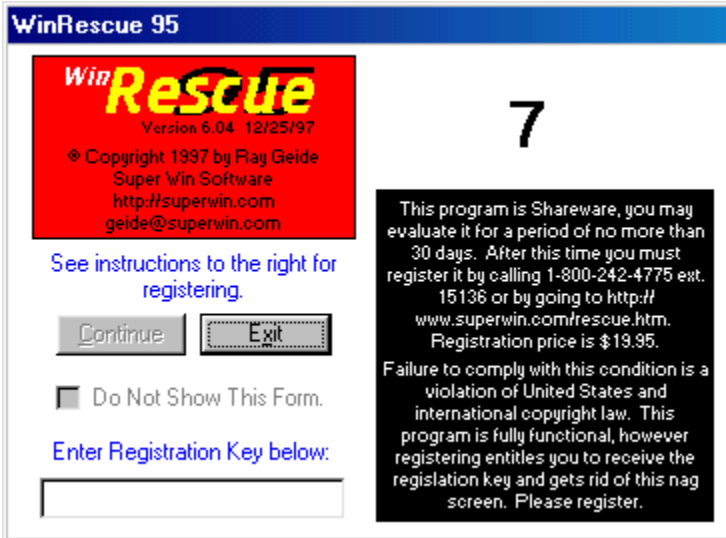 WinRescue 95
Win 95
Rescue
Version 6.04 12/25/97
© Copyright 1997 by Ray Geide
Super Win Software
http://superwin.com
geide@superwin.com
See instructions to the right for
registering.
Continue
Exit
Do Not Show This Form.
Enter Registration Key below:
7
This program is Shareware, you may
evaluate it for a period of no more than
30 days. After this time you must
register it by calling 1-800-242-4775 ext.
15136 or by going to http://
www.superwin.com/rescue.htm.
Registration price is $19.95.
Failure to comply with this condition is a
violation of United States and
international copyright law. This
program is fully functional, however
registering entitles you to receive the
regislation key and gets rid of this nag
screen. Please register.